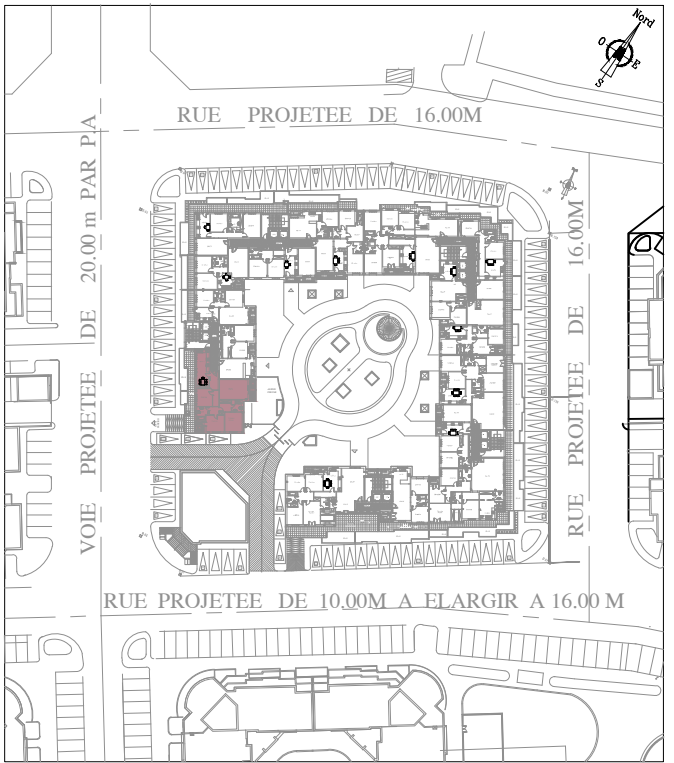 Nord
O
E
S
RUE PROJETEE DE 16.00M
VOIE PROJETEE DE 20.00 m PAR P.A
RUE PROJETEE DE 16.00M
RUE PROJETEE DE 10.00M A ELARGIR A 16.00 M